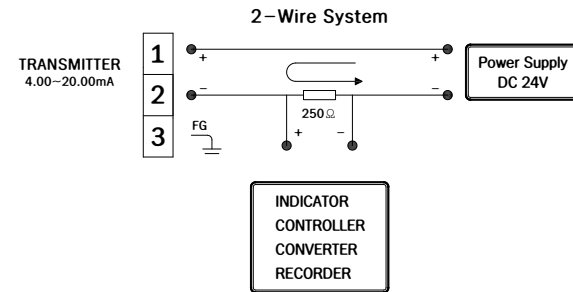 2-Wire System
TRANSMITTER
4.00~20.00mA
1
+
+
Power Supply
DC 24V
2
−
−
250Ω
+
−
3
FG
INDICATOR
CONTROLLER
CONVERTER
RECORDER